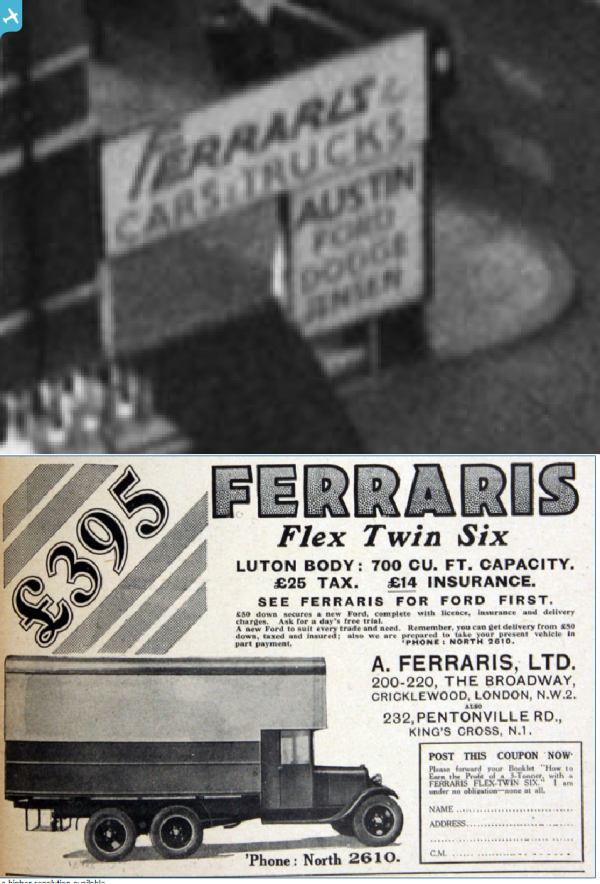 FERRARIS
CARS & TRUCKS
AUSTIN
FORD
DODGE
JENSEN
£395
FERRARIS
Flex Twin Six
LUTON BODY: 700 CU. FT. CAPACITY.
£25 TAX. £14 INSURANCE.
SEE FERRARIS FOR FORD FIRST.
£50 down secures a new Ford, complete with licence, insurance and delivery
charges. Ask for a day's free trial.
A new Ford to suit every trade and need. Remember, you can get delivery from £50
down, taxed and insured; also we are prepared to take your present vehicle in
part payment. 'PHONE: NORTH 2610.
A. FERRARIS, LTD.
200-220, THE BROADWAY,
CRICKLEWOOD, LONDON, N.W.2.
ALSO
232, PENTONVILLE RD.,
KING'S CROSS, N.1.
POST THIS COUPON NOW
Please forward your Booklet "How to
Earn the Profit of a 5-Tonner, with a
FERRARIS FLEX-TWIN SIX." I am
under no obligation—none at all.
NAME
ADDRESS
C.M.
'Phone: North 2610.